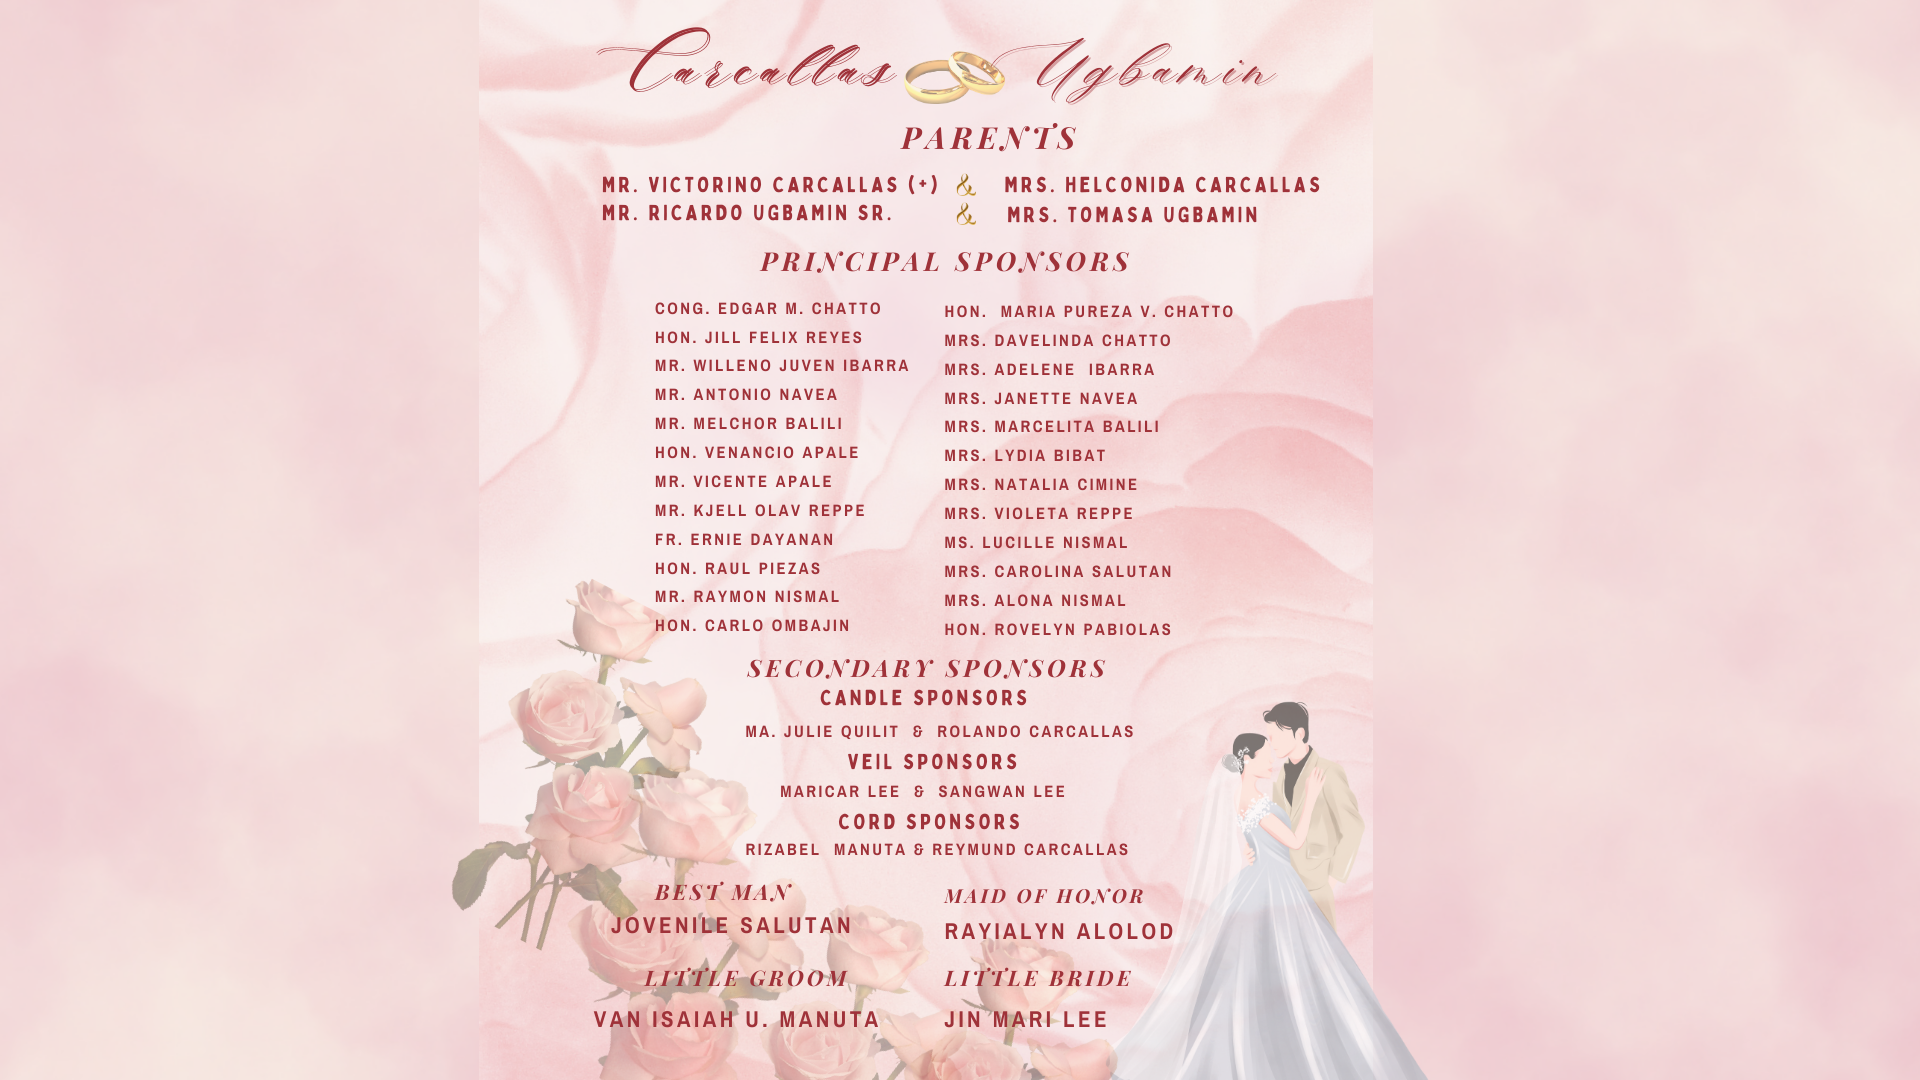 Carcallas Ugbamin
PARENTS
MR. VICTORINO CARCALLAS (+) & MRS. HELCONIDA CARCALLAS
MR. RICARDO UGBAMIN SR. & MRS. TOMASA UGBAMIN
PRINCIPAL SPONSORS
CONG. EDGAR M. CHATTO HON. MARIA PUREZA V. CHATTO
HON. JILL FELIX REYES MRS. DAVELINDA CHATTO
MR. WILLENO JUVEN IBARRA MRS. ADELENE IBARRA
MR. ANTONIO NAVEA MRS. JANETTE NAVEA
MR. MELCHOR BALILI MRS. MARCELITA BALILI
HON. VENANCIO APALE MRS. LYDIA BIBAT
MR. VICENTE APALE MRS. NATALIA CIMINE
MR. KJELL OLAV REPPE MRS. VIOLETA REPPE
FR. ERNIE DAYANAN MS. LUCILLE NISMAL
HON. RAUL PIEZAS MRS. CAROLINA SALUTAN
MR. RAYMON NISMAL MRS. ALONA NISMAL
HON. CARLO OMBAJIN HON. ROVELYN PABIOLAS
SECONDARY SPONSORS
CANDLE SPONSORS
MA. JULIE QUILIT & ROLANDO CARCALLAS
VEIL SPONSORS
MARICAR LEE & SANGWAN LEE
CORD SPONSORS
RIZABEL MANUTA & REYMUND CARCALLAS
BEST MAN MAID OF HONOR
JOVENILE SALUTAN RAYIALYN ALOLOD
LITTLE GROOM LITTLE BRIDE
VAN ISAIAH U. MANUTA JIN MARI LEE